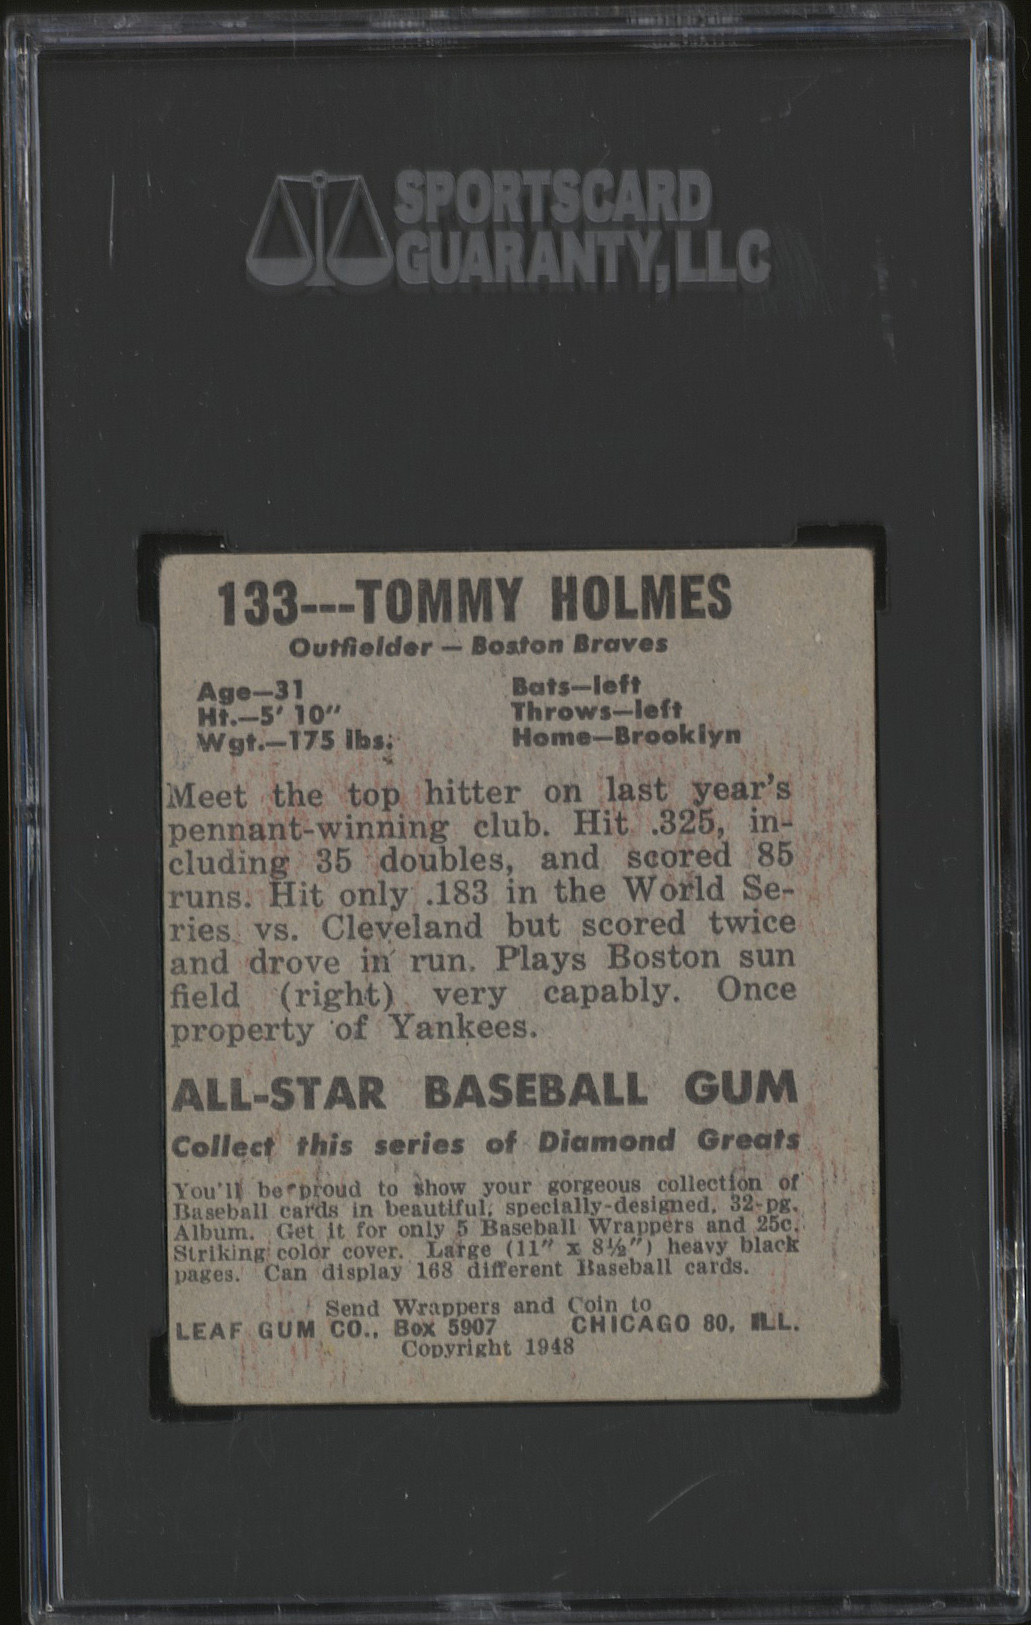 SPORTSCARD
GUARANTY, LLC
133---TOMMY HOLMES
Outfielder — Boston Braves
Age—31
Ht.—5' 10"
Wgt.—175 lbs.
Bats—left
Throws—left
Home—Brooklyn
Meet the top hitter on last year's
pennant-winning club. Hit .325, in-
cluding 35 doubles, and scored 85
runs. Hit only .183 in the World Se-
ries vs. Cleveland but scored twice
and drove in run. Plays Boston sun
field (right) very capably. Once
property of Yankees.
ALL-STAR BASEBALL GUM
Collect this series of Diamond Greats
You'll be proud to show your gorgeous collection of
Baseball cards in beautiful, specially-designed, 32-pg.
Album. Get it for only 5 Baseball Wrappers and 25c.
Striking color cover. Large (11" x 8½") heavy black
pages. Can display 168 different Baseball cards.
Send Wrappers and Coin to
LEAF GUM CO., Box 5907 CHICAGO 80, ILL.
Copyright 1948